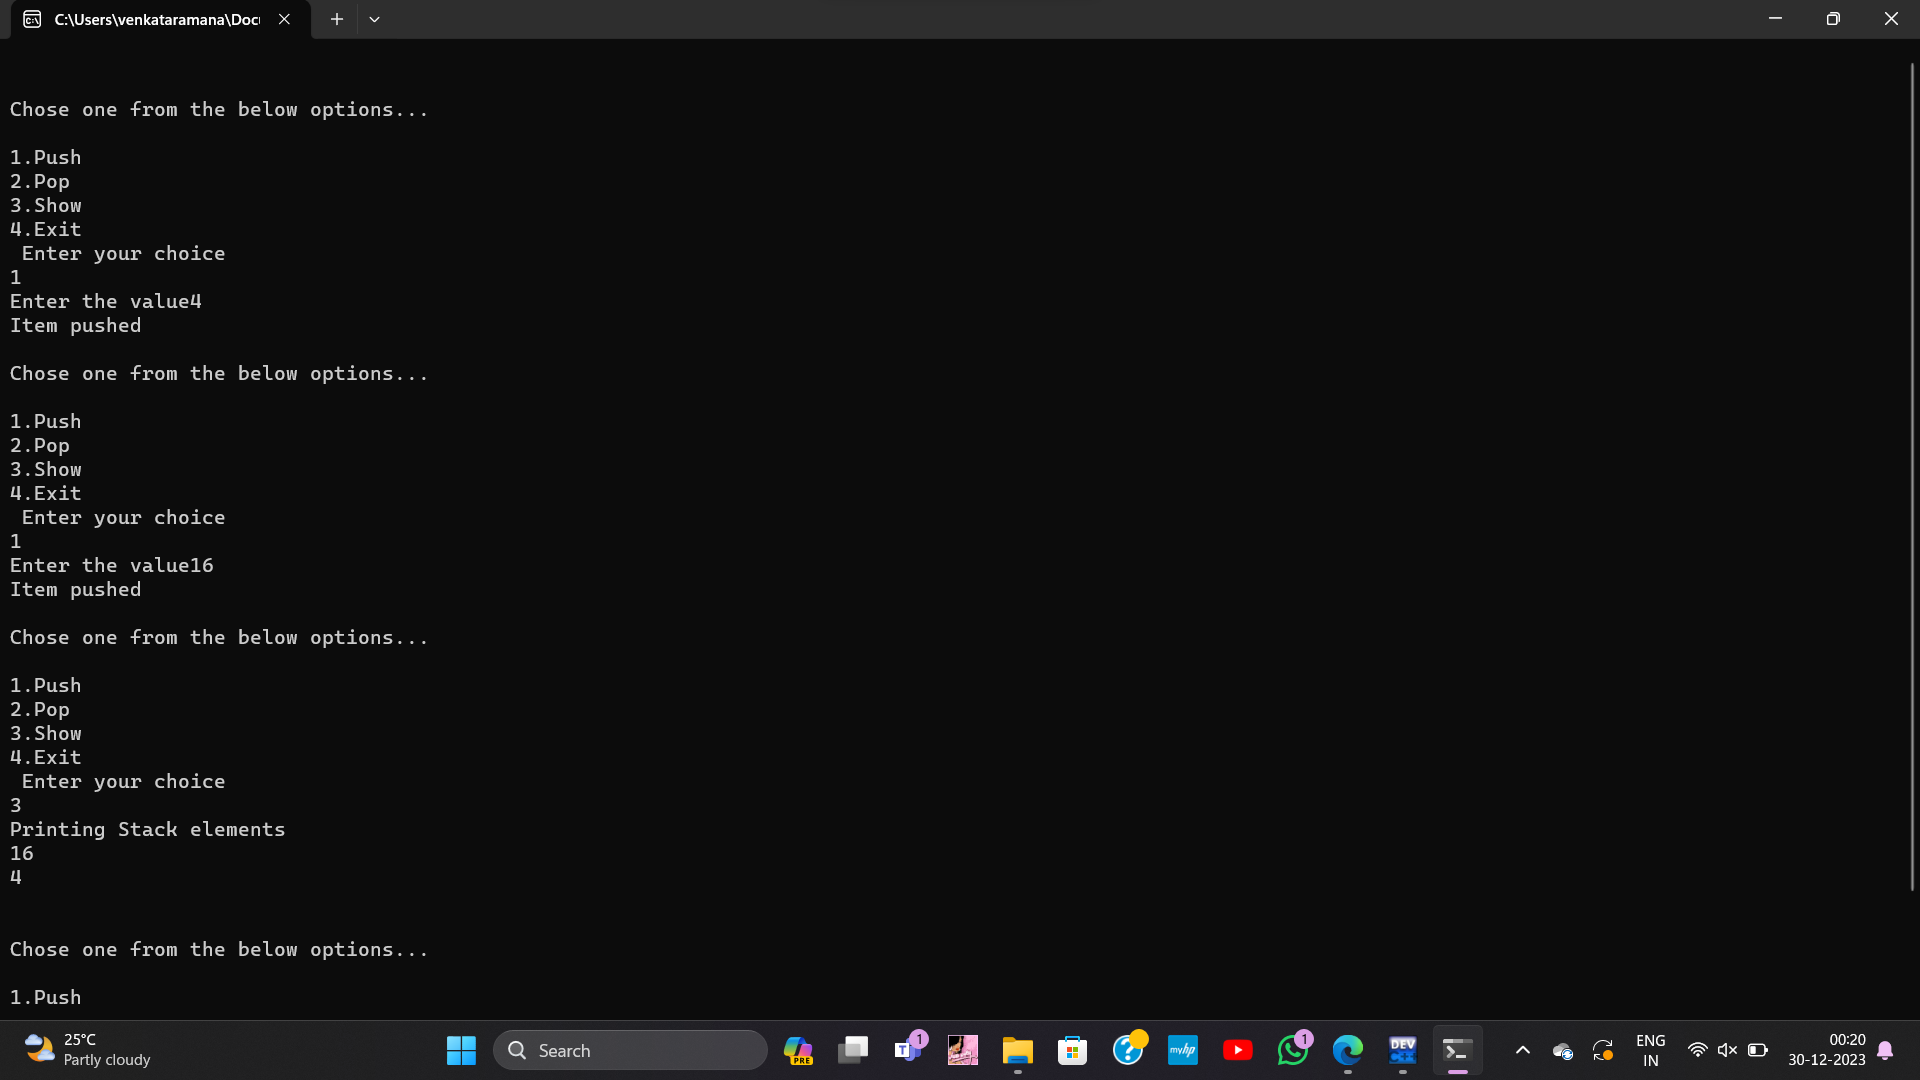 C:\Users\venkataramana\Doc
Chose one from the below options...
1.Push
2.Pop
3.Show
4.Exit
Enter your choice
1
Enter the value4
Item pushed
Chose one from the below options...
1.Push
2.Pop
3.Show
4.Exit
Enter your choice
1
Enter the value16
Item pushed
Chose one from the below options...
1.Push
2.Pop
3.Show
4.Exit
Enter your choice
3
Printing Stack elements
16
4
Chose one from the below options...
1.Push
25°C
Partly cloudy
Search
PRE
1
T
myhp
1
DEV
C++
ENG
IN
00:20
30-12-2023